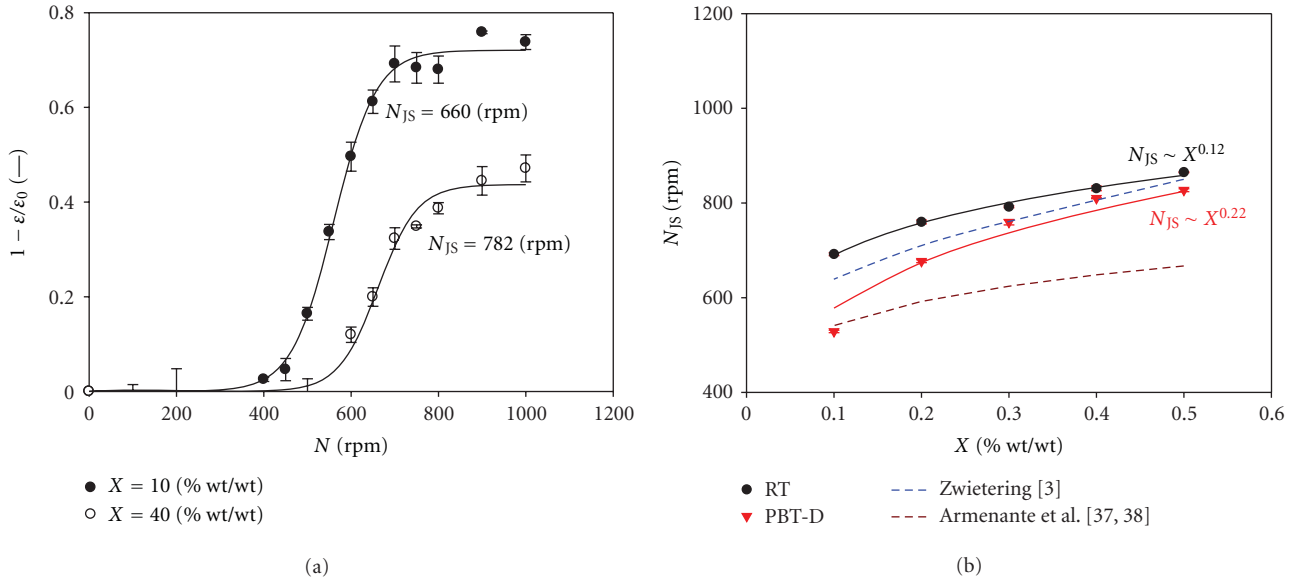 0.8
0.6
0.4
0.2
0
1 − ε/ε₀ (—)
N_JS = 660 (rpm)
N_JS = 782 (rpm)
0 200 400 600 800 1000 1200
N (rpm)
X = 10 (% wt/wt)
X = 40 (% wt/wt)
(a)
1200
1000
800
600
400
N_JS (rpm)
N_JS ~ X^0.12
N_JS ~ X^0.22
0 0.1 0.2 0.3 0.4 0.5 0.6
X (% wt/wt)
RT
PBT-D
Zwietering [3]
Armenante et al. [37, 38]
(b)